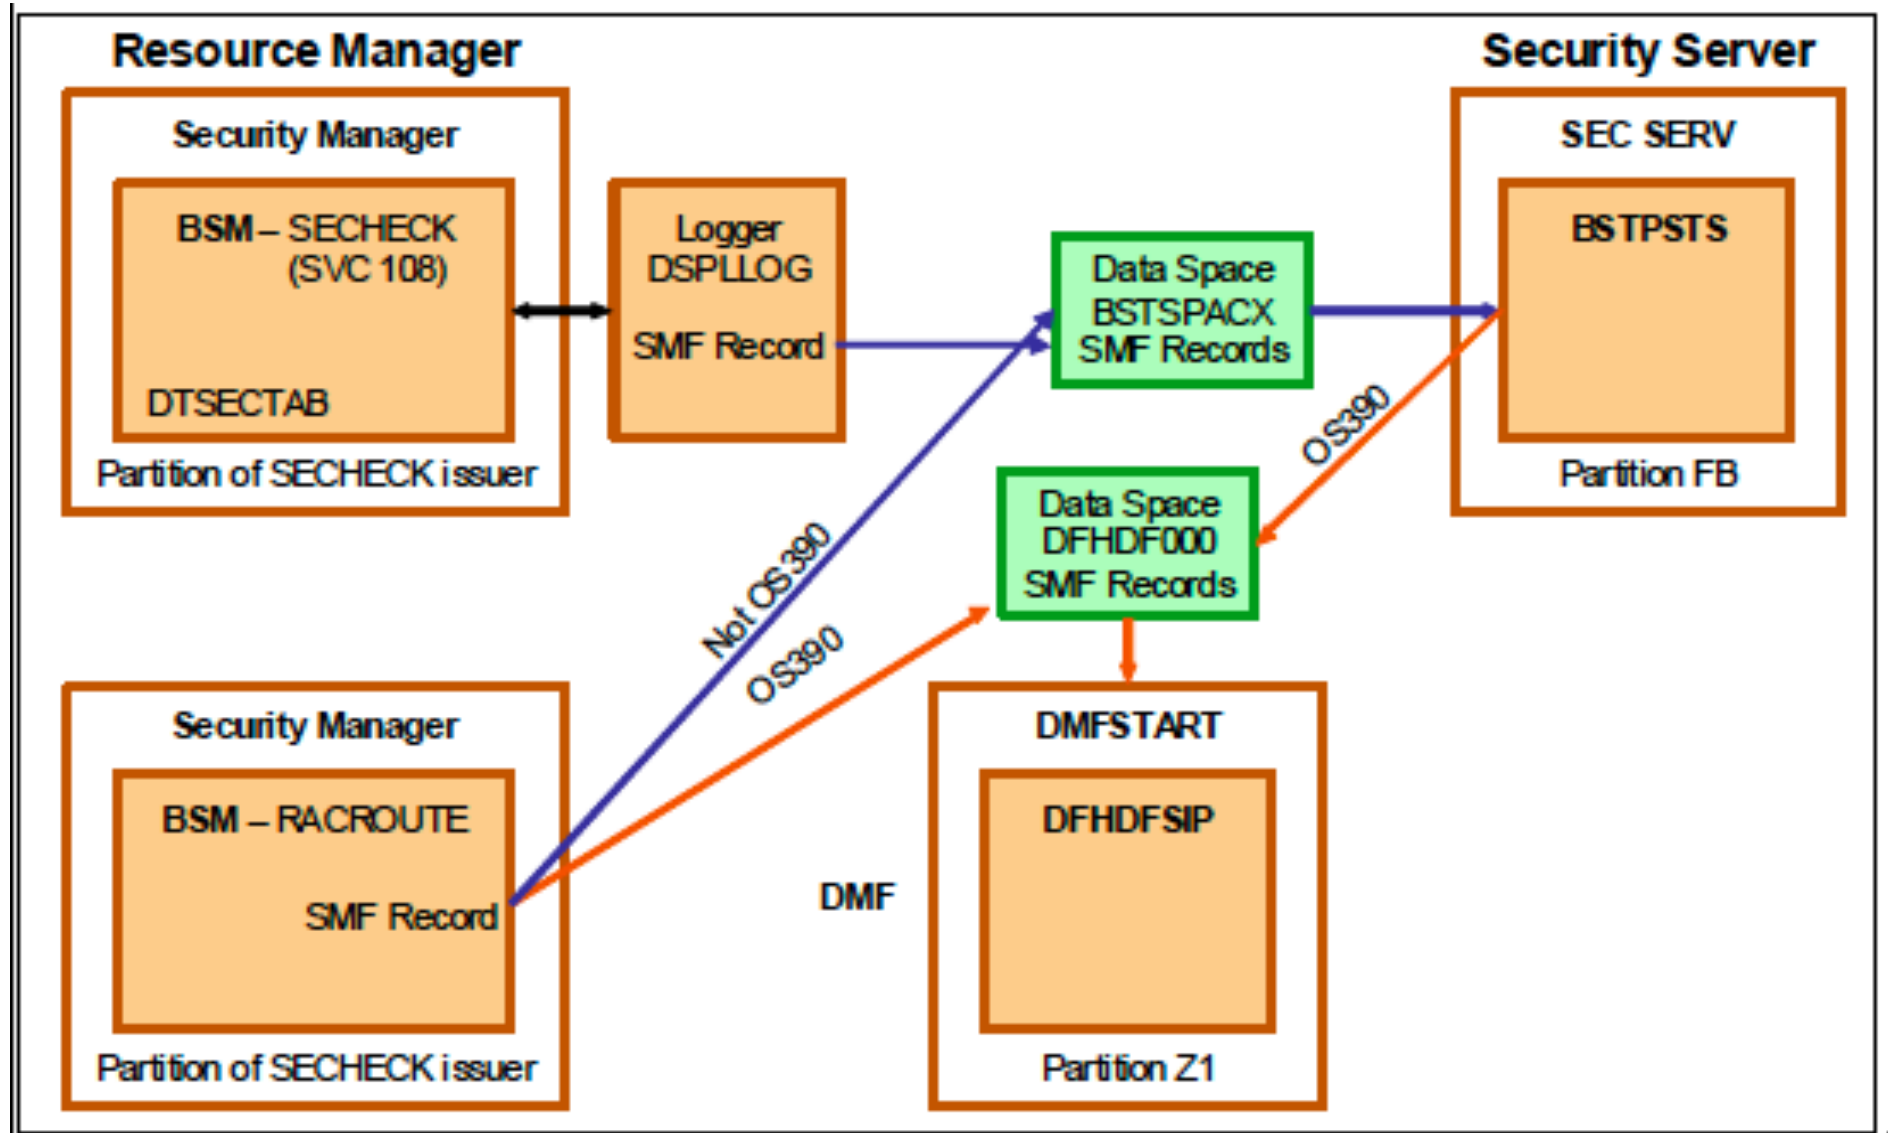 Resource Manager
Security Server
Security Manager
BSM – SECHECK
(SVC 108)
DTSECTAB
Partition of SECHECK issuer
Logger
DSPLLOG
SMF Record
Data Space
BSTSPACX
SMF Records
SEC SERV
BSTPSTS
Partition FB
OS390
Data Space
DFHDF000
SMF Records
Not OS390
OS390
Security Manager
BSM – RACROUTE
SMF Record
Partition of SECHECK issuer
DMF
DMFSTART
DFHDFSIP
Partition Z1